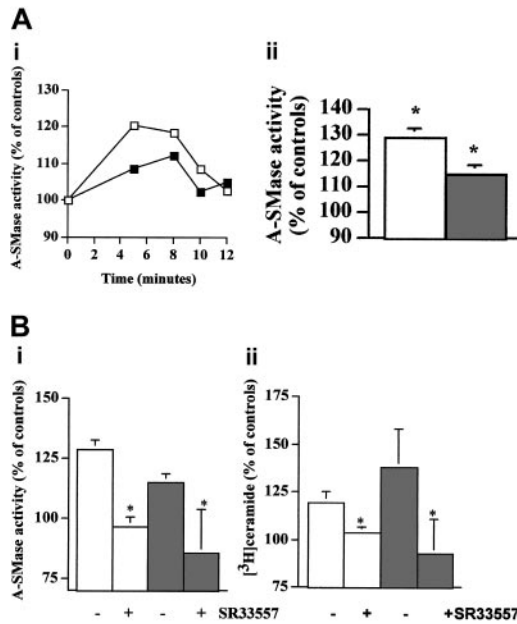 A
i
A-SMase activity (% of controls)
130
120
110
100
90
0 2 4 6 8 10 12
Time (minutes)
ii
A-SMase activity
(% of controls)
140
130
120
110
100
90
*
*
B
i
A-SMase activity (% of controls)
150
125
100
75
*
*
- + - + SR33557
ii
[³H]ceramide (% of controls)
175
150
125
100
75
*
*
- + - +SR33557